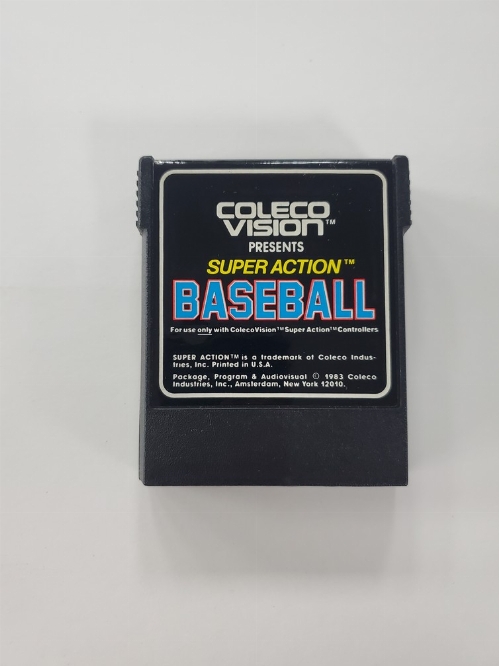 COLECO
VISION™
PRESENTS
SUPER ACTION™
BASEBALL
For use only with ColecoVision™ Super Action™ Controllers
SUPER ACTION™ is a trademark of Coleco Indus-
tries, Inc. Printed in U.S.A.
Package, Program & Audiovisual © 1983 Coleco
Industries, Inc., Amsterdam, New York 12010.